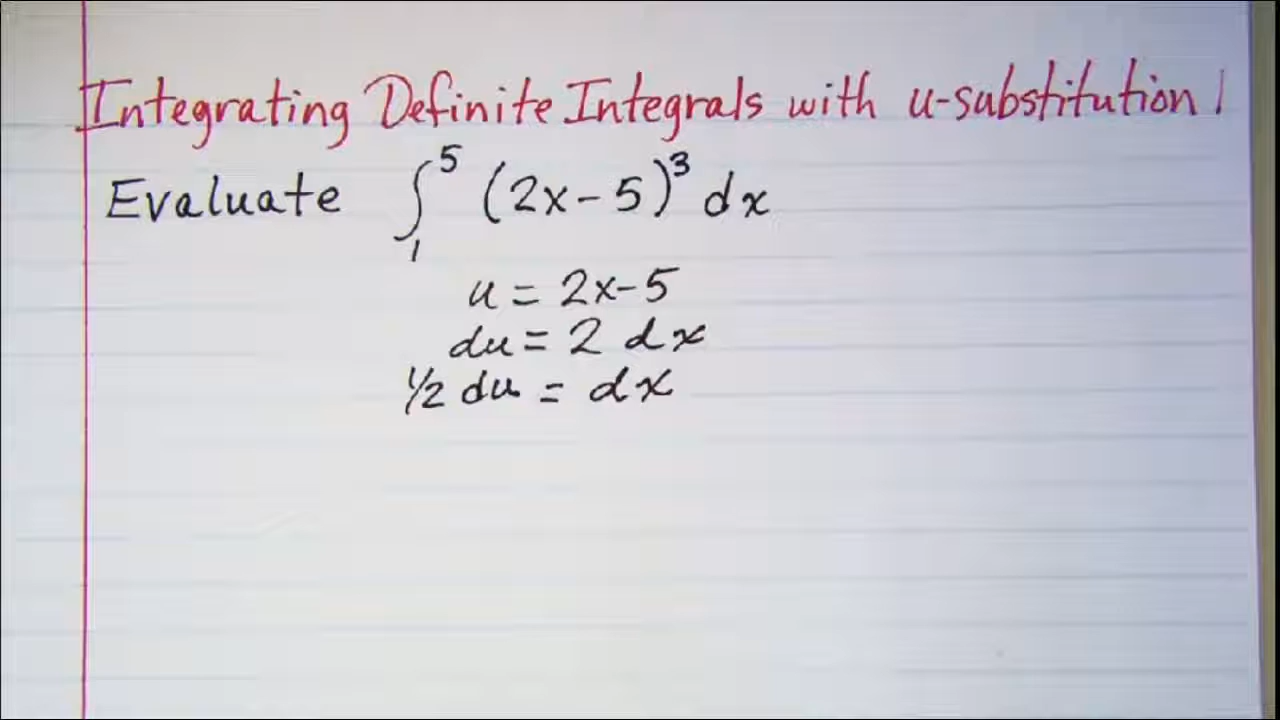 Integrating Definite Integrals with u-substitution!
Evaluate ∫₁⁵ (2x-5)³ dx
u = 2x-5
du = 2 dx
1/2 du = dx